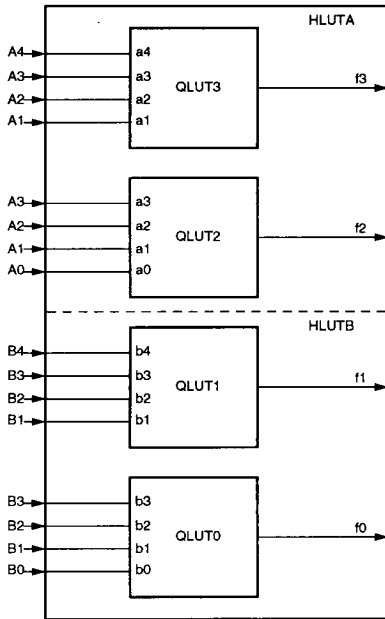 HLUTA
A4 a4
A3 a3
A2 a2
A1 a1
QLUT3
f3
A3 a3
A2 a2
A1 a1
A0 a0
QLUT2
f2
HLUTB
B4 b4
B3 b3
B2 b2
B1 b1
QLUT1
f1
B3 b3
B2 b2
B1 b1
B0 b0
QLUT0
f0